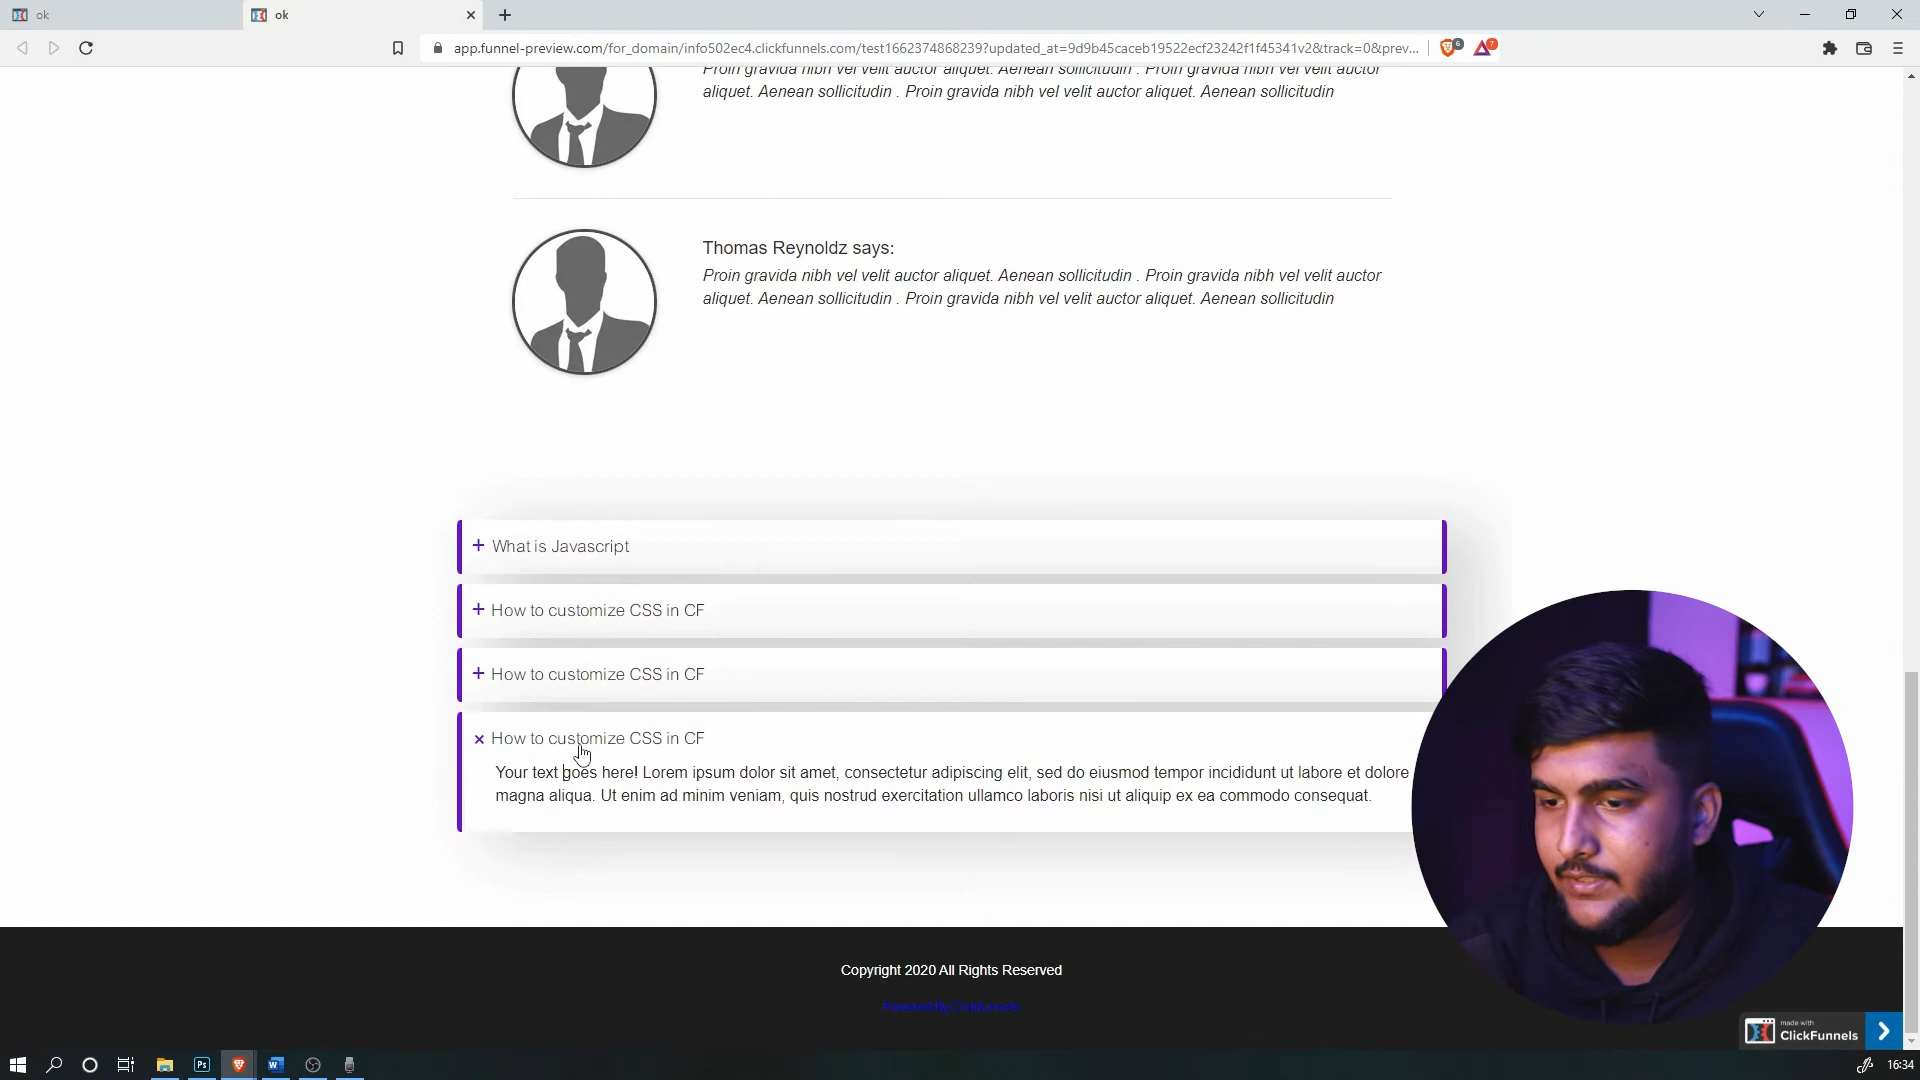 ok
ok
app.funnel-preview.com/for_domain/info502ec4.clickfunnels.com/test1662374868239?updated_at=9d9b45caceb19522ecf23242f1f45341v2&track=0&prev...
6
7
Proin gravida nibh vel velit auctor aliquet. Aenean sollicitudin . Proin gravida nibh vel velit auctor
aliquet. Aenean sollicitudin . Proin gravida nibh vel velit auctor aliquet. Aenean sollicitudin
Thomas Reynoldz says:
Proin gravida nibh vel velit auctor aliquet. Aenean sollicitudin . Proin gravida nibh vel velit auctor
aliquet. Aenean sollicitudin . Proin gravida nibh vel velit auctor aliquet. Aenean sollicitudin
+ What is Javascript
+ How to customize CSS in CF
+ How to customize CSS in CF
× How to customize CSS in CF
Your text goes here! Lorem ipsum dolor sit amet, consectetur adipiscing elit, sed do eiusmod tempor incididunt ut labore et dolore
magna aliqua. Ut enim ad minim veniam, quis nostrud exercitation ullamco laboris nisi ut aliquip ex ea commodo consequat.
Copyright 2020 All Rights Reserved
Powered By Clickfunnels
made with
ClickFunnels
Ps
W
16:34